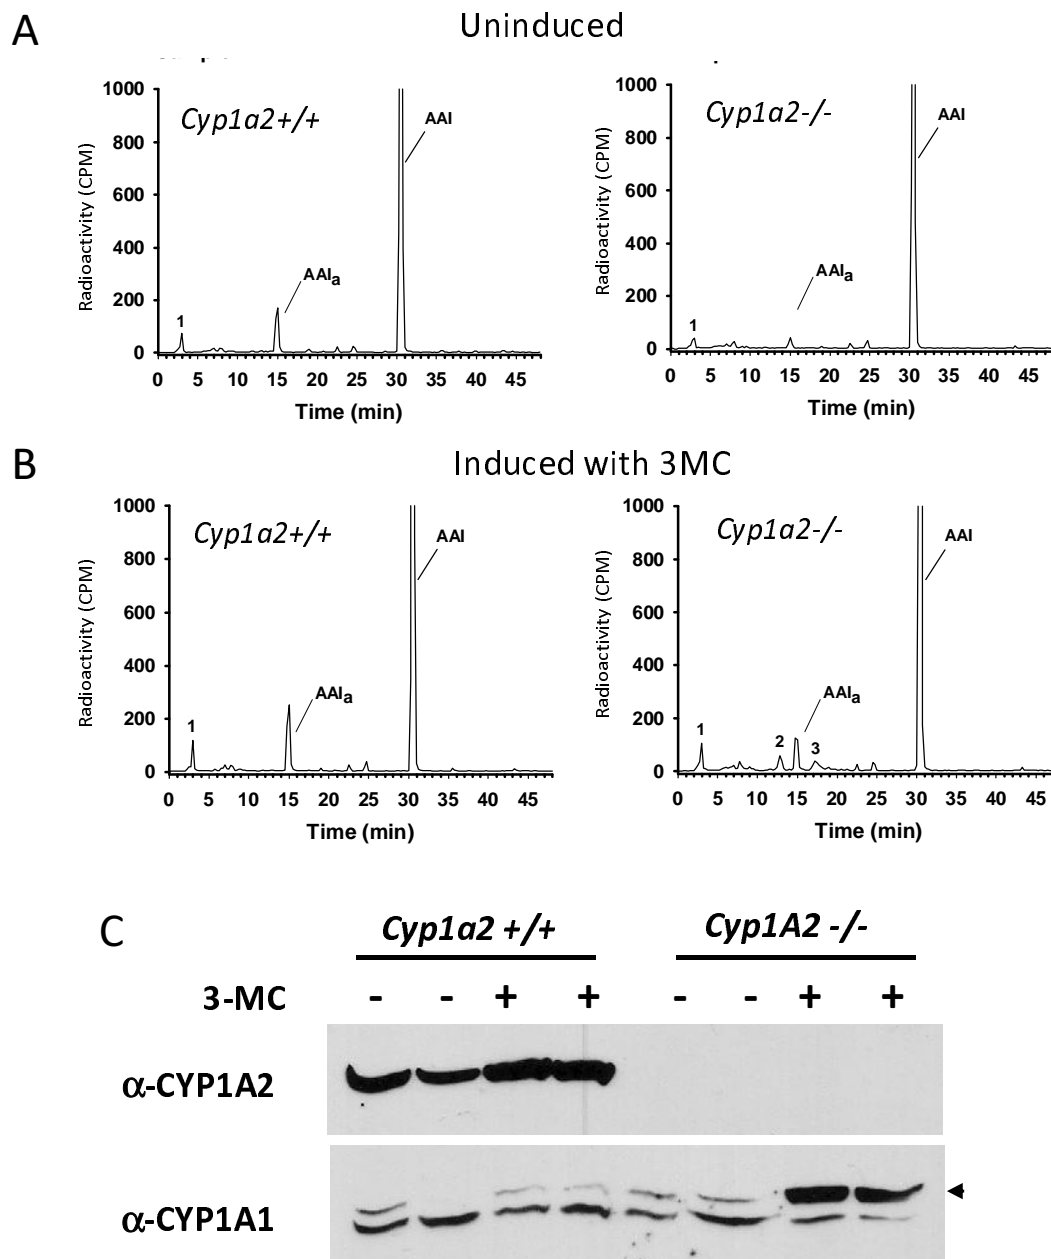 A
Uninduced
Cyp1a2+/+
Cyp1a2-/-
1000
800
600
400
200
0
Radioactivity (CPM)
AAI
AAIa
1
0 5 10 15 20 25 30 35 40 45
Time (min)
1000
800
600
400
200
0
Radioactivity (CPM)
AAI
AAIa
1
0 5 10 15 20 25 30 35 40 45
Time (min)
B
Induced with 3MC
Cyp1a2+/+
Cyp1a2-/-
1000
800
600
400
200
0
Radioactivity (CPM)
AAI
AAIa
1
0 5 10 15 20 25 30 35 40 45
Time (min)
1000
800
600
400
200
0
Radioactivity (CPM)
AAI
AAIa
1
2
3
0 5 10 15 20 25 30 35 40 45
Time (min)
C
Cyp1a2 +/+ Cyp1A2 -/-
3-MC - - + + - - + +
α-CYP1A2
α-CYP1A1